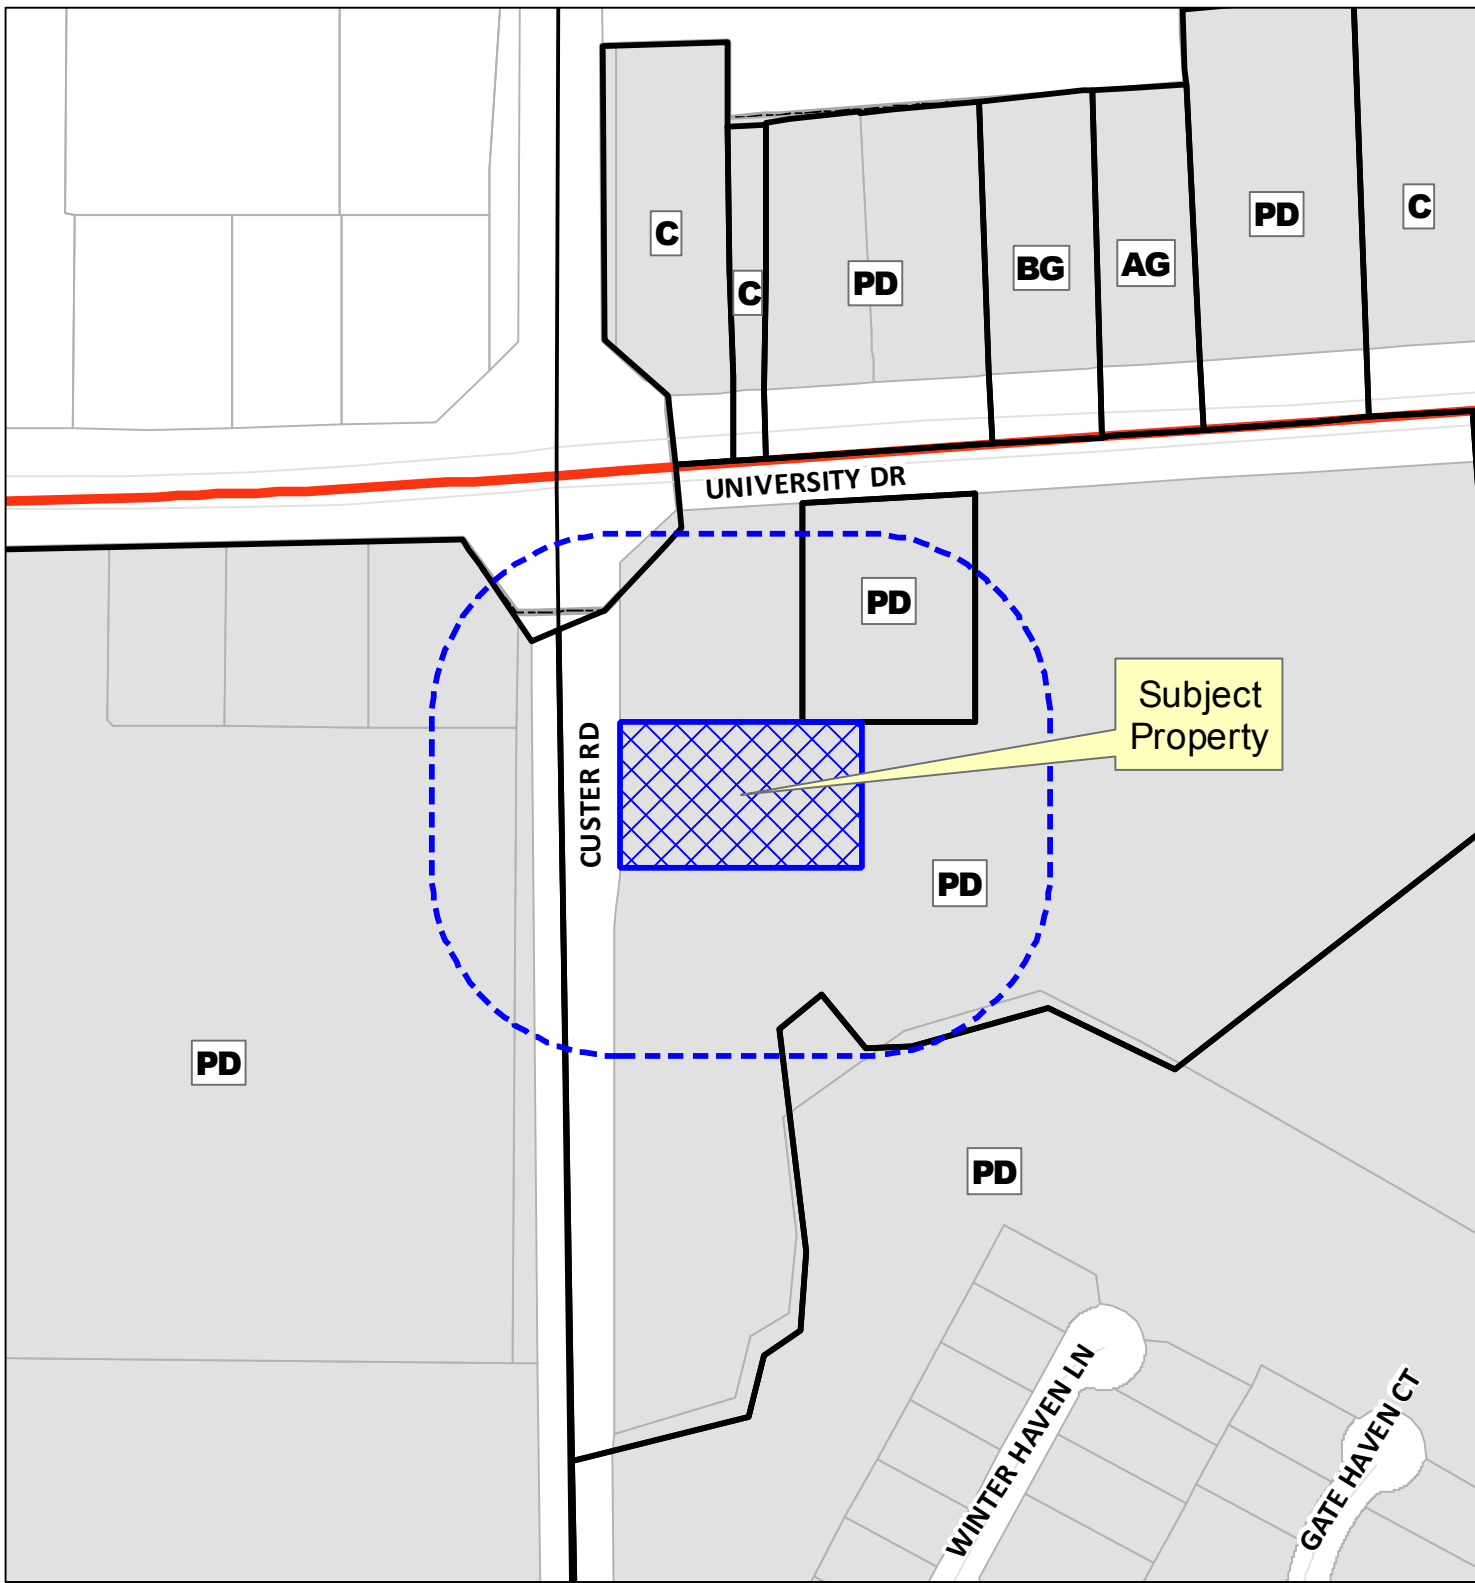 C
PD
C
C
PD
BG
AG
UNIVERSITY DR
PD
Subject
Property
CUSTER RD
PD
PD
PD
WINTER HAVEN LN
GATE HAVEN CT